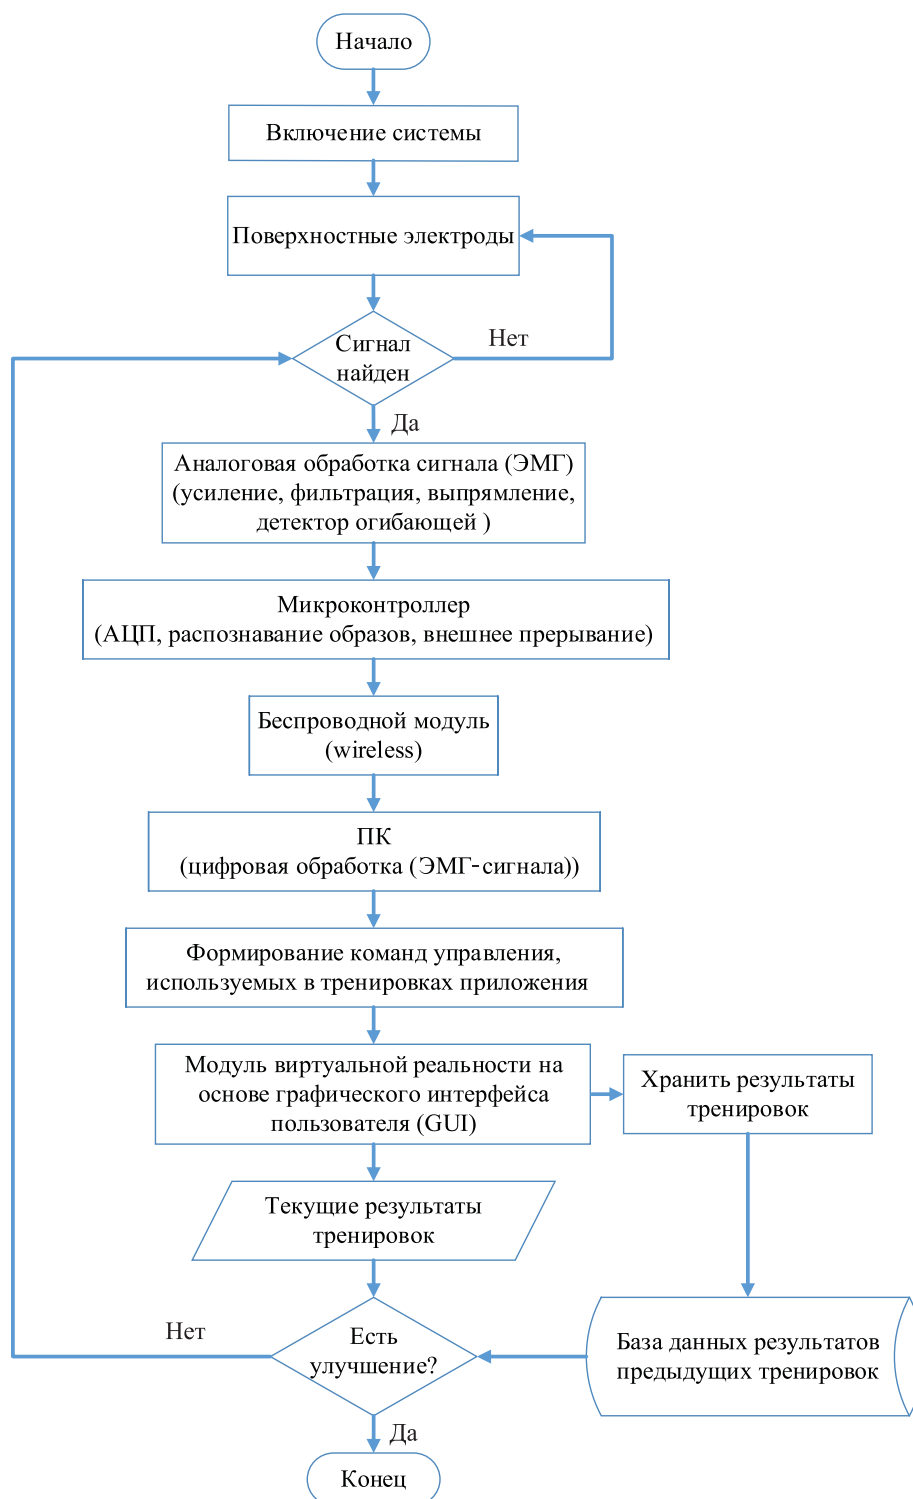 Начало
Включение системы
Поверхностные электроды
Нет
Сигнал
найден
Да
Аналоговая обработка сигнала (ЭМГ)
(усиление, фильтрация, выпрямление,
детектор огибающей )
Микроконтроллер
(АЦП, распознавание образов, внешнее прерывание)
Беспроводной модуль
(wireless)
ПК
(цифровая обработка (ЭМГ-сигнала))
Формирование команд управления,
используемых в тренировках приложения
Модуль виртуальной реальности на
основе графического интерфейса
пользователя (GUI)
Хранить результаты
тренировок
Текущие результаты
тренировок
Нет
Есть
улучшение?
База данных результатов
предыдущих тренировок
Да
Конец